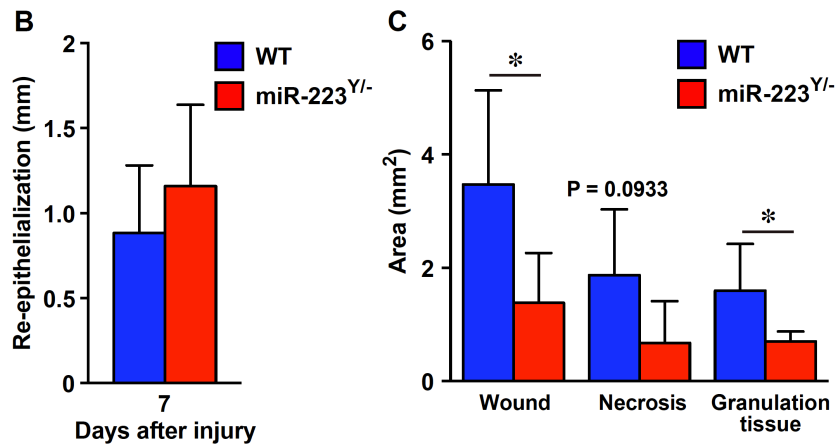 B
Re-epithelialization (mm)
2
1.5
1.0
0.5
0
WT
miR-223Y/-
7
Days after injury
C
Area (mm2)
6
4
2
0
WT
miR-223Y/-
*
P = 0.0933
*
Wound
Necrosis
Granulation
tissue